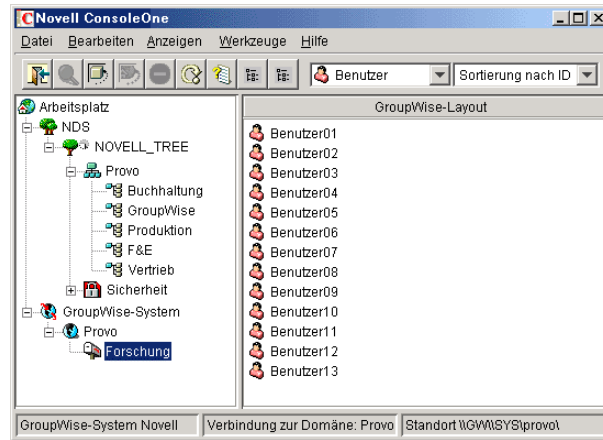 Novell ConsoleOne
Datei Bearbeiten Anzeigen Werkzeuge Hilfe
Benutzer Sortierung nach ID
Arbeitsplatz
NDS
NOVELL_TREE
Provo
Buchhaltung
GroupWise
Produktion
F&E
Vertrieb
Sicherheit
GroupWise-System
Provo
Forschung
GroupWise-Layout
Benutzer01
Benutzer02
Benutzer03
Benutzer04
Benutzer05
Benutzer06
Benutzer07
Benutzer08
Benutzer09
Benutzer10
Benutzer11
Benutzer12
Benutzer13
GroupWise-System Novell Verbindung zur Domäne: Provo Standort \\GW\\SYS\provo\